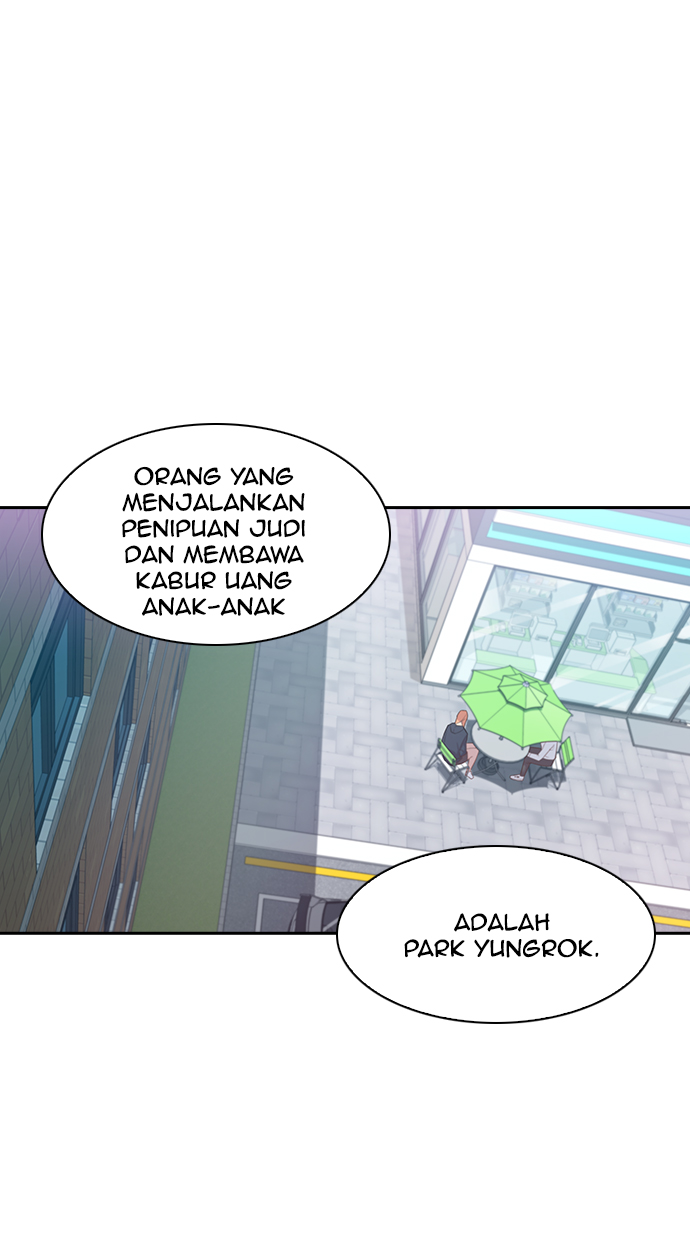 ORANG YANG
MENJALANKAN
PENIPUAN JUDI
DAN MEMBAWA
KABUR UANG
ANAK-ANAK
ADALAH
PARK YUNGROK.